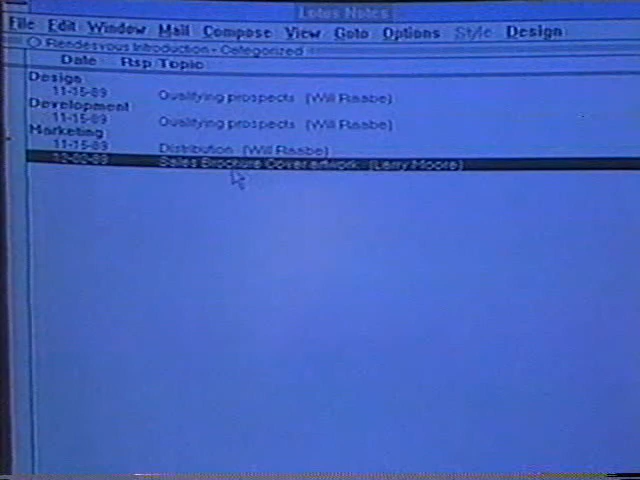 Lotus Notes
File Edit Window Mail Compose View Goto Options Style Design
Rendezvous Introduction - Categorized
Date Rsp Topic
Design
11-15-89 Qualifying prospects (Will Raabe)
Development
11-15-89 Qualifying prospects (Will Raabe)
Marketing
11-15-89 Distribution (Will Raabe)
Sales Brochure Cover artwork (Larry Moore)